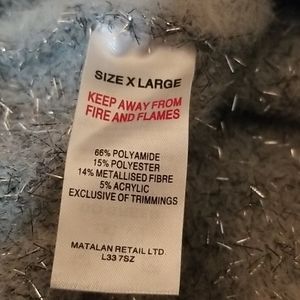 SIZE X LARGE
KEEP AWAY FROM
FIRE AND FLAMES
66% POLYAMIDE
15% POLYESTER
14% METALLISED FIBRE
5% ACRYLIC
EXCLUSIVE OF TRIMMINGS
MATALAN RETAIL LTD.
L33 7SZ